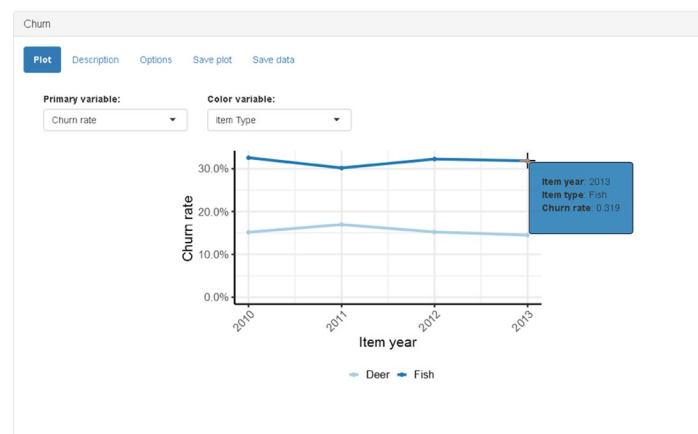 Churn
Plot Description Options Save plot Save data
Primary variable: Color variable:
Churn rate Item Type
30.0%
20.0%
10.0%
0.0%
Churn rate
Item year: 2013
Item type: Fish
Churn rate: 0.319
2010 2011 2012 2013
Item year
Deer Fish